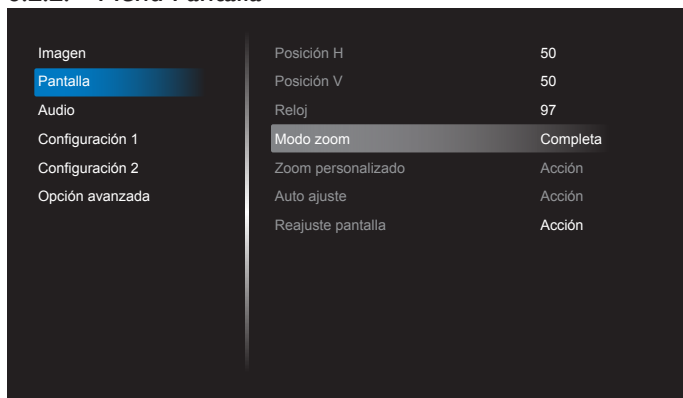 Imagen
Pantalla
Audio
Configuración 1
Configuración 2
Opción avanzada
Posición H 50
Posición V 50
Reloj 97
Modo zoom Completa
Zoom personalizado Acción
Auto ajuste Acción
Reajuste pantalla Acción